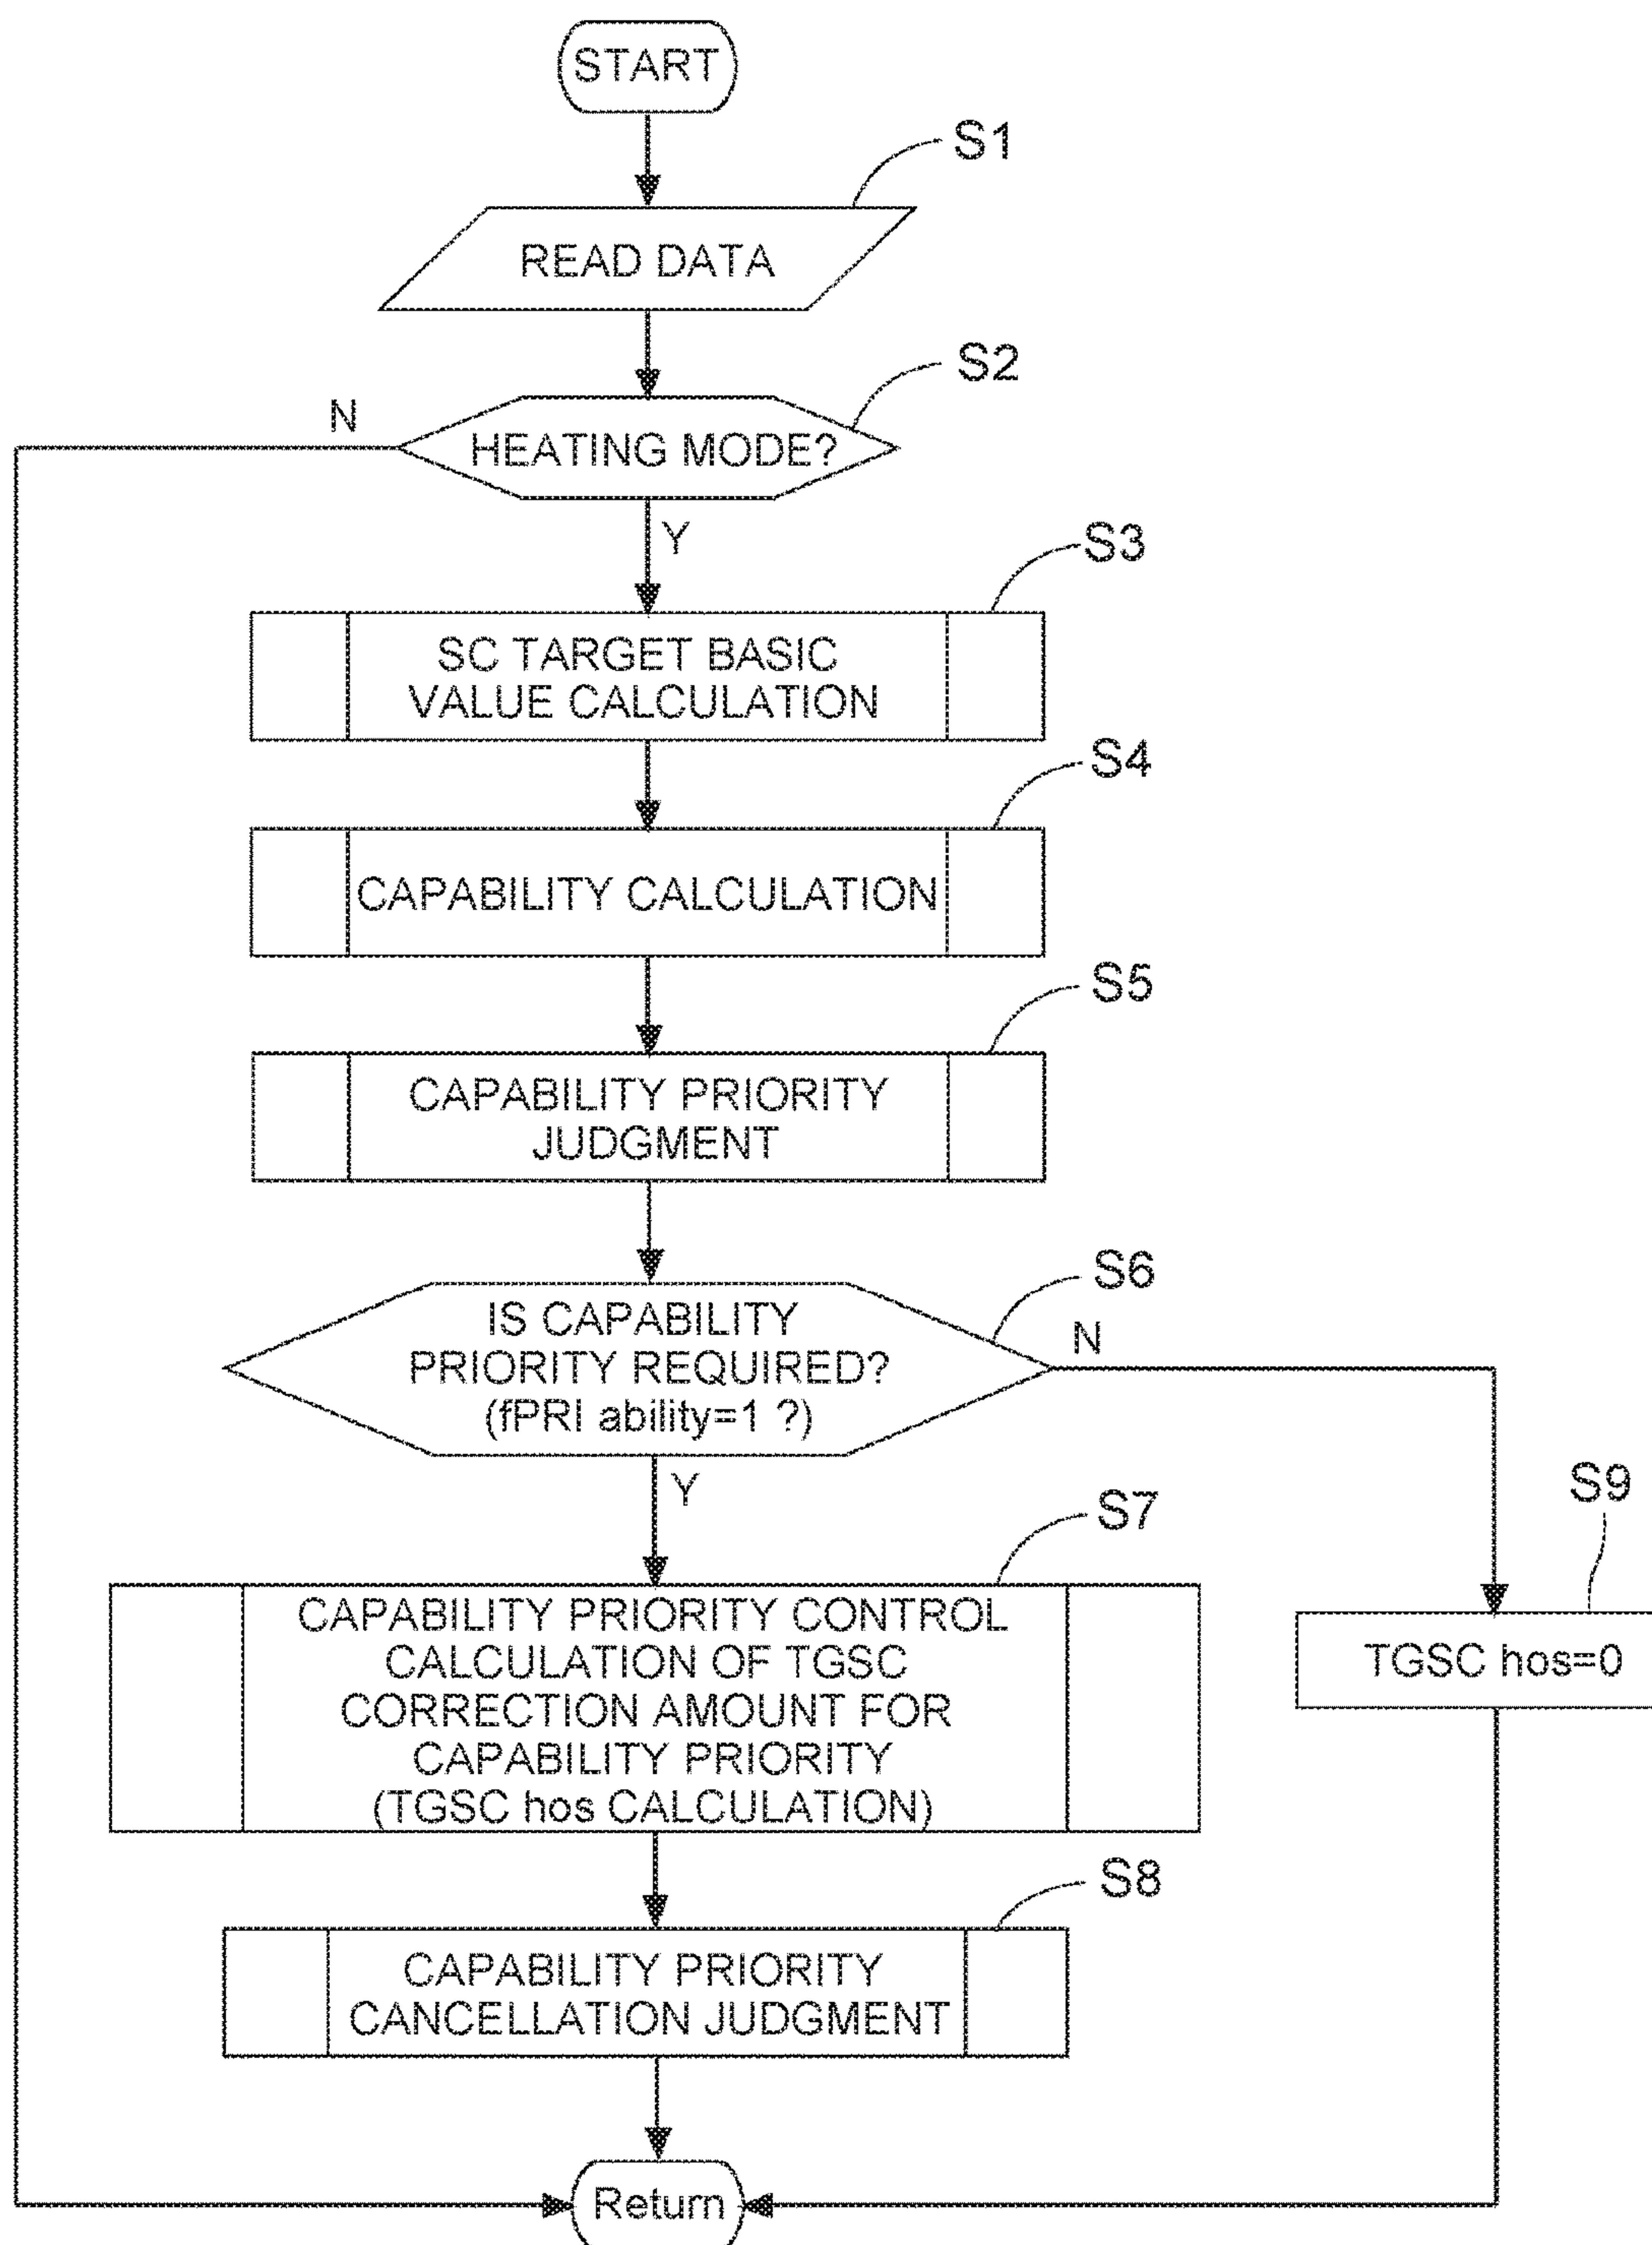 START
S1
READ DATA
S2
N
HEATING MODE?
Y
S3
SC TARGET BASIC
VALUE CALCULATION
S4
CAPABILITY CALCULATION
S5
CAPABILITY PRIORITY
JUDGMENT
S6
IS CAPABILITY
PRIORITY REQUIRED?
(fPRI ability=1 ?)
N
Y
S7
S9
CAPABILITY PRIORITY CONTROL
CALCULATION OF TGSC
CORRECTION AMOUNT FOR
CAPABILITY PRIORITY
(TGSC hos CALCULATION)
TGSC hos=0
S8
CAPABILITY PRIORITY
CANCELLATION JUDGMENT
Return